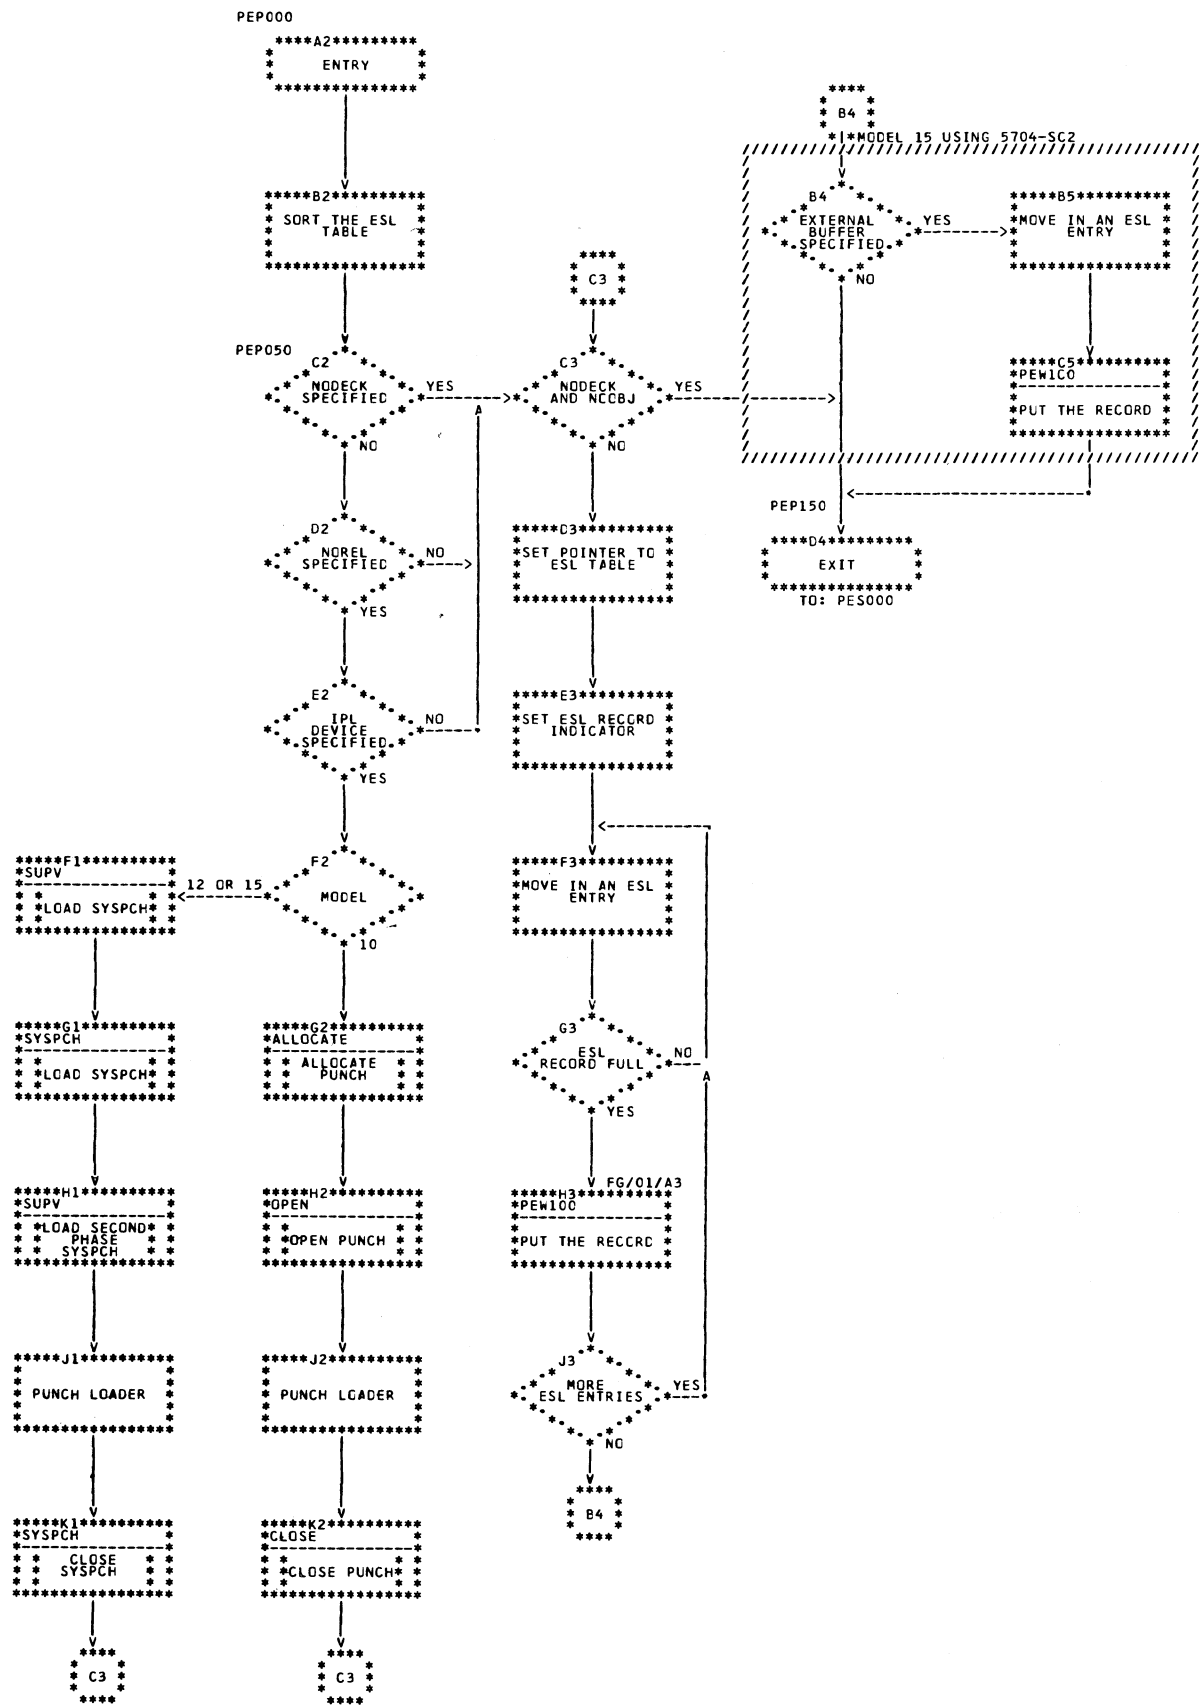 PEP000
A2
ENTRY
B2
SORT THE ESL
TABLE
PEP050
C2
NODECK
SPECIFIED
YES
NO
D2
NOREL
SPECIFIED
NO
YES
E2
IPL
DEVICE
SPECIFIED
NO
YES
F2
MODEL
12 OR 15
10
F1
SUPV
LOAD SYSPCH
G1
SYSPCH
LOAD SYSPCH
H1
SUPV
LOAD SECOND
PHASE
SYSPCH
J1
PUNCH LOADER
K1
SYSPCH
CLOSE
SYSPCH
C3
G2
ALLOCATE
ALLOCATE
PUNCH
H2
OPEN
OPEN PUNCH
J2
PUNCH LOADER
K2
CLOSE
CLOSE PUNCH
C3
C3
A
C3
NODECK
AND NCOBJ
YES
NO
D3
SET POINTER TO
ESL TABLE
E3
SET ESL RECORD
INDICATOR
F3
MOVE IN AN ESL
ENTRY
G3
ESL
RECORD FULL
NO
A
YES
FG/01/A3
H3
PEW100
PUT THE RECORD
J3
MORE
ESL ENTRIES
YES
NO
B4
B4
MODEL 15 USING 5704-SC2
B4
EXTERNAL
BUFFER
SPECIFIED
YES
NO
B5
MOVE IN AN ESL
ENTRY
C5
PEW100
PUT THE RECORD
PEP150
D4
EXIT
TO: PES000